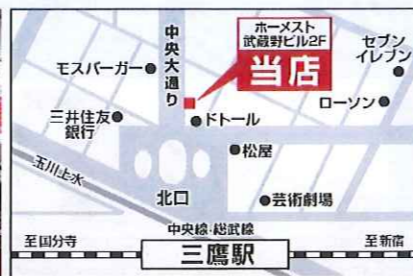 ホーメスト
武蔵野ビル2F
当店
中央大通り
セブン
イレブン
モスバーガー
ローソン
三井住友
銀行
ドトール
松屋
玉川上水
北口
芸術劇場
中央線・総武線
至国分寺
三鷹駅
至新宿